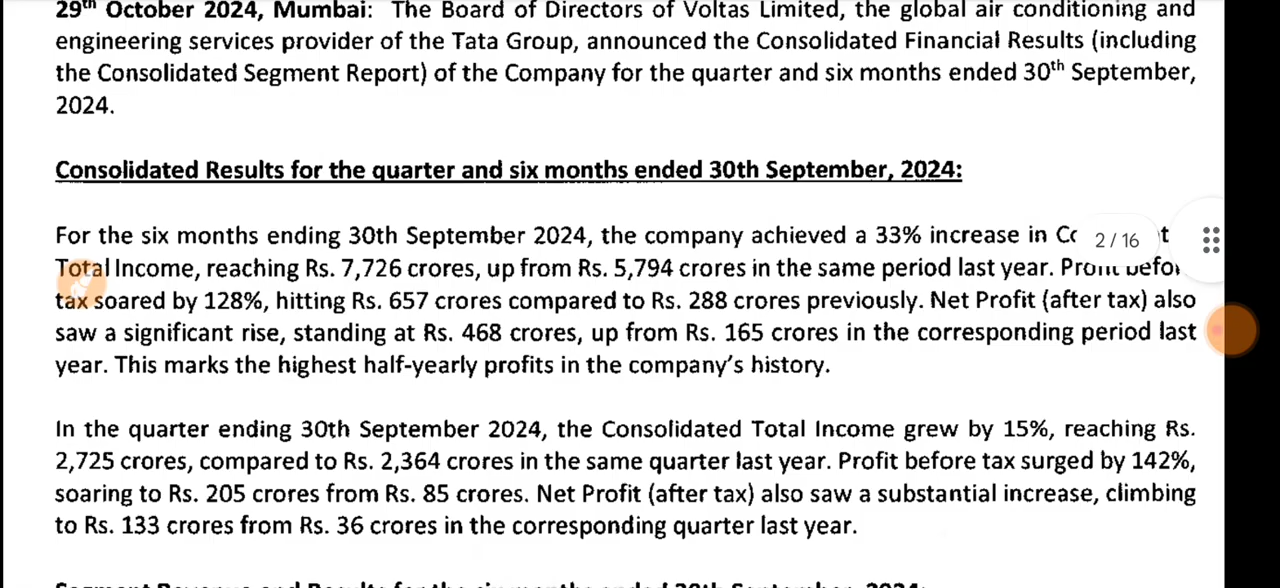 29th October 2024, Mumbai: The Board of Directors of Voltas Limited, the global air conditioning and
engineering services provider of the Tata Group, announced the Consolidated Financial Results (including
the Consolidated Segment Report) of the Company for the quarter and six months ended 30th September,
2024.
Consolidated Results for the quarter and six months ended 30th September, 2024:
For the six months ending 30th September 2024, the company achieved a 33% increase in
2 / 16
Total Income, reaching Rs. 7,726 crores, up from Rs. 5,794 crores in the same period last year.
tax soared by 128%, hitting Rs. 657 crores compared to Rs. 288 crores previously. Net Profit (after tax) also
saw a significant rise, standing at Rs. 468 crores, up from Rs. 165 crores in the corresponding period last
year. This marks the highest half-yearly profits in the company's history.
In the quarter ending 30th September 2024, the Consolidated Total Income grew by 15%, reaching Rs.
2,725 crores, compared to Rs. 2,364 crores in the same quarter last year. Profit before tax surged by 142%,
soaring to Rs. 205 crores from Rs. 85 crores. Net Profit (after tax) also saw a substantial increase, climbing
to Rs. 133 crores from Rs. 36 crores in the corresponding quarter last year.